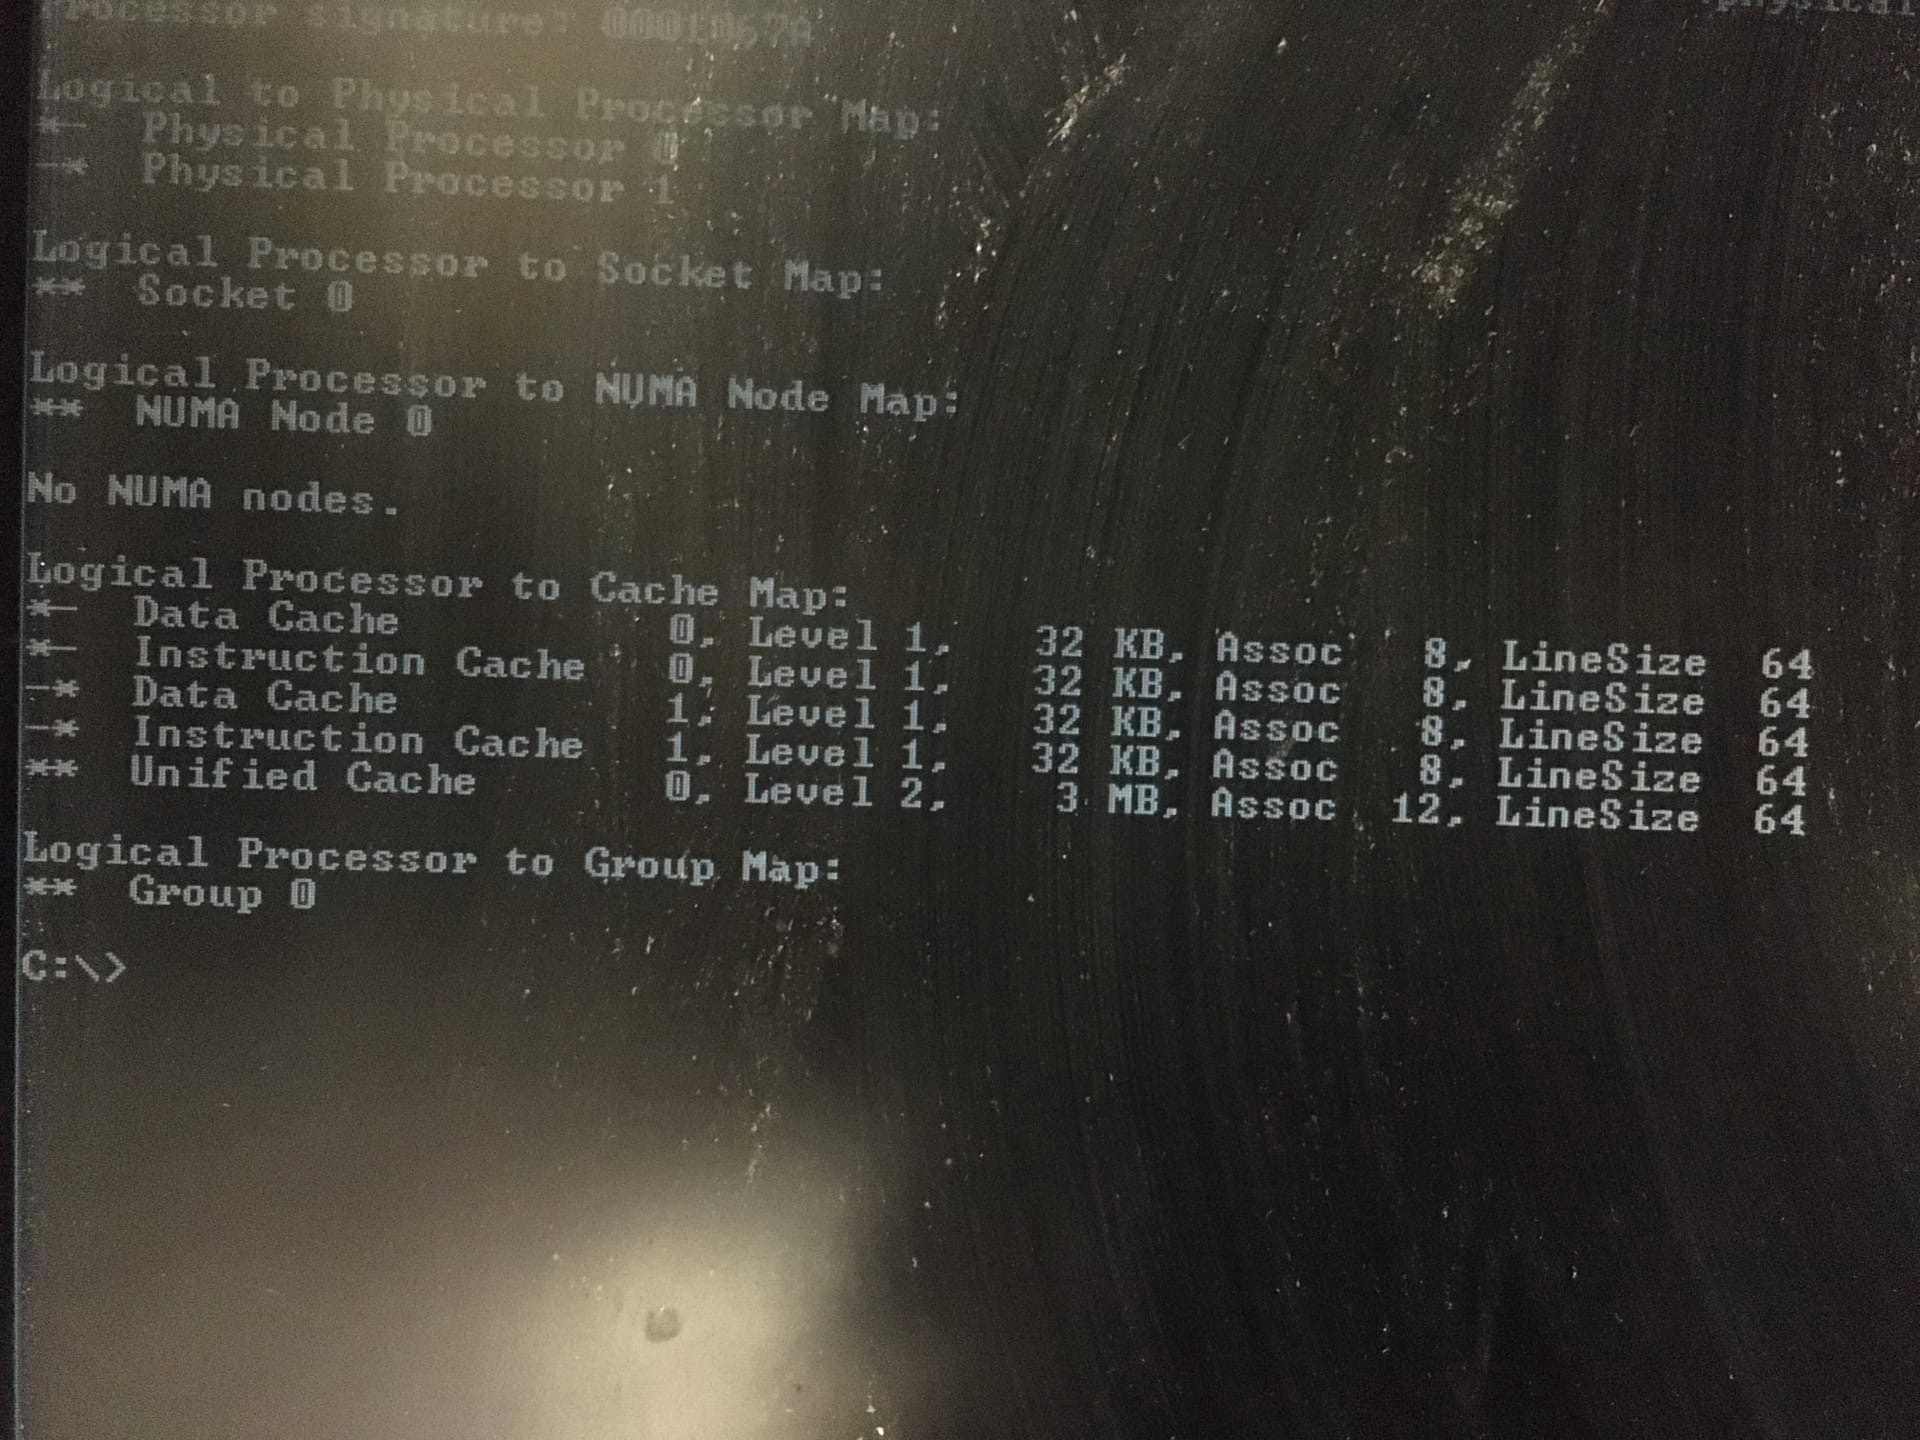 Processor signature: 0001067A
Logical to Physical Processor Map:
*-  Physical Processor 0
-*  Physical Processor 1
Logical Processor to Socket Map:
**  Socket 0
Logical Processor to NUMA Node Map:
**  NUMA Node 0
No NUMA nodes.
Logical Processor to Cache Map:
*-  Data Cache          0, Level 1,   32 KB, Assoc   8, LineSize  64
*-  Instruction Cache   0, Level 1,   32 KB, Assoc   8, LineSize  64
-*  Data Cache          1, Level 1,   32 KB, Assoc   8, LineSize  64
-*  Instruction Cache   1, Level 1,   32 KB, Assoc   8, LineSize  64
**  Unified Cache       0, Level 2,    3 MB, Assoc  12, LineSize  64
Logical Processor to Group Map:
**  Group 0
C:\>